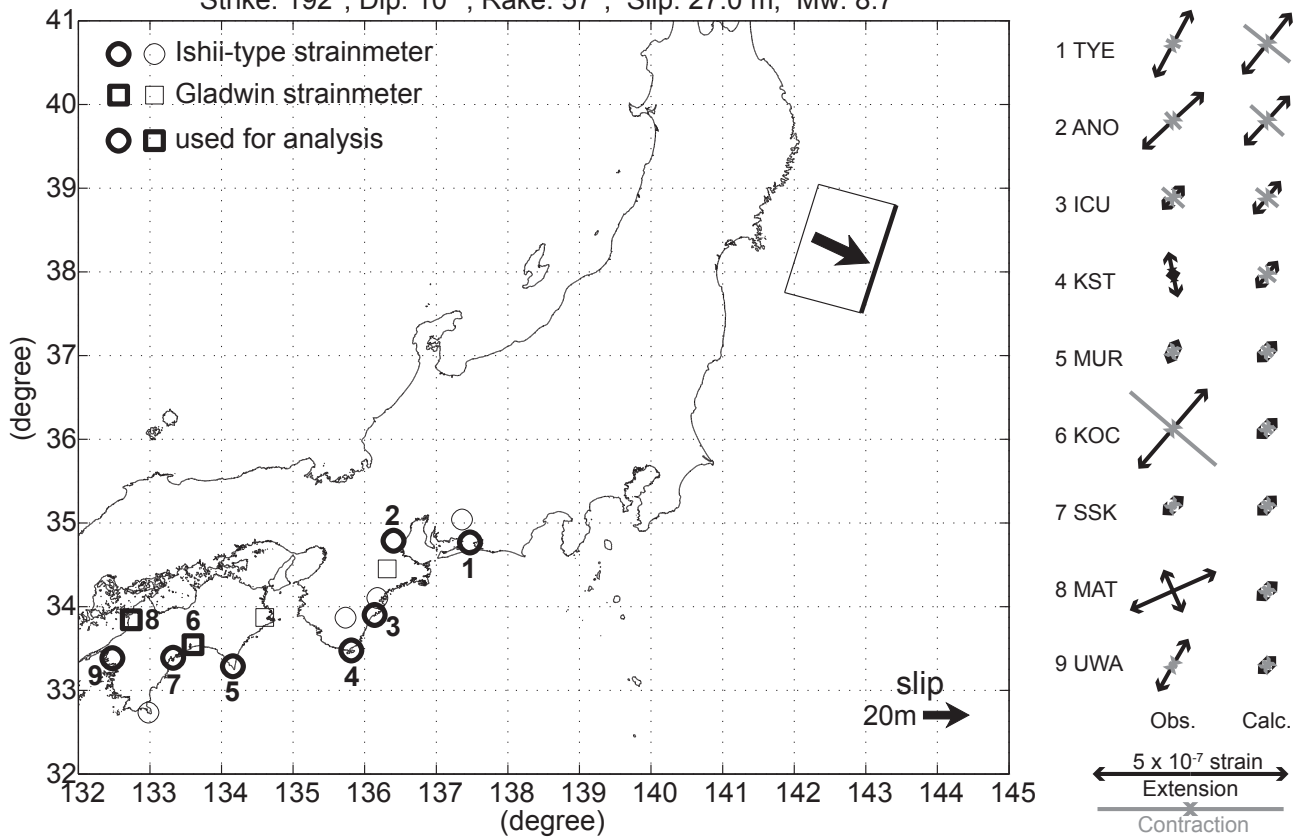 Strike: 192°, Dip: 10°, Rake: 57°, Slip: 27.0 m, Mw: 8.7
Ishii-type strainmeter
Gladwin strainmeter
used for analysis
41
40
39
38
37
36
35
34
33
32
(degree)
132 133 134 135 136 137 138 139 140 141 142 143 144 145
(degree)
2
1
3
4
5
6
7
8
9
slip
20m
1 TYE
2 ANO
3 ICU
4 KST
5 MUR
6 KOC
7 SSK
8 MAT
9 UWA
Obs. Calc.
5 x 10⁻⁷ strain
Extension
Contraction